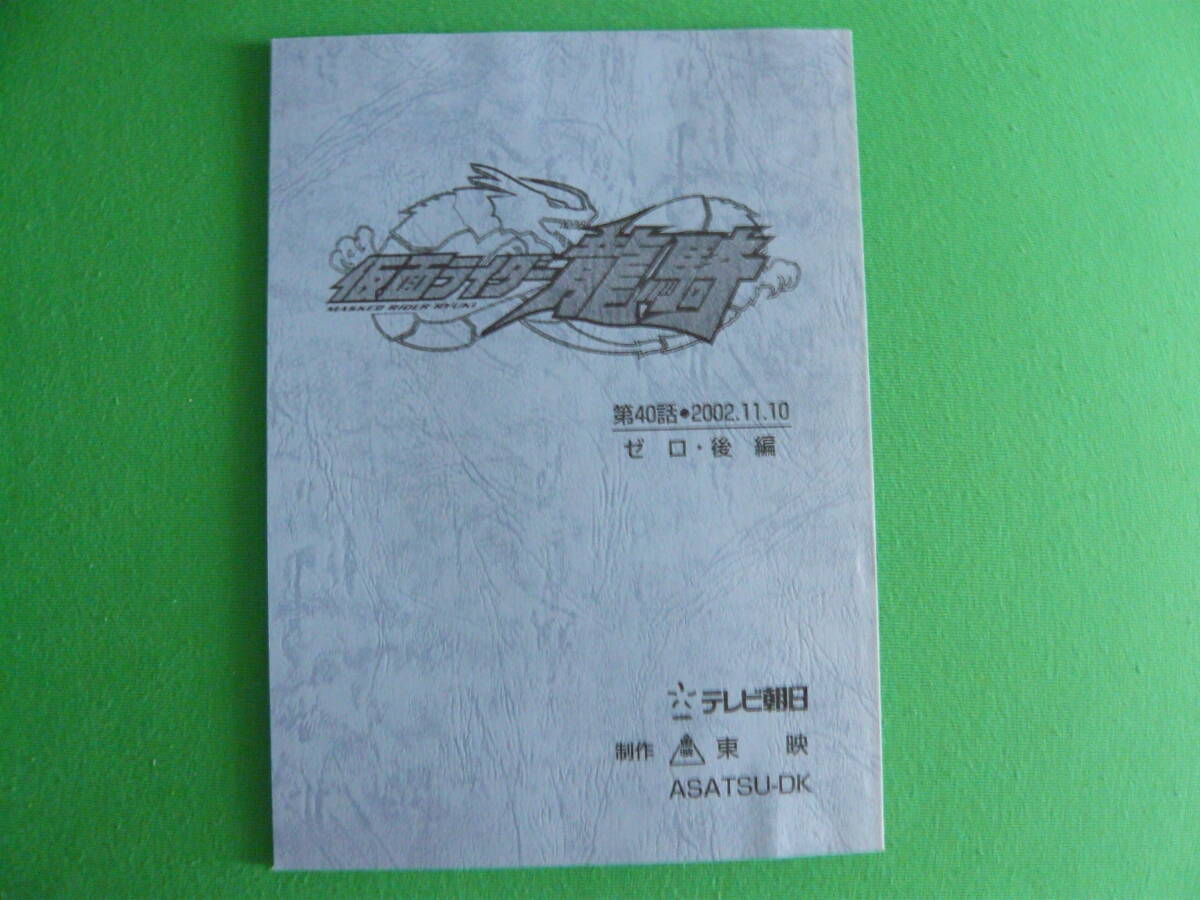 仮面ライダー龍騎
MASKED RIDER RYUKI
第40話●2002.11.10
ゼロ・後編
テレビ朝日
制作 東映
ASATSU-DK